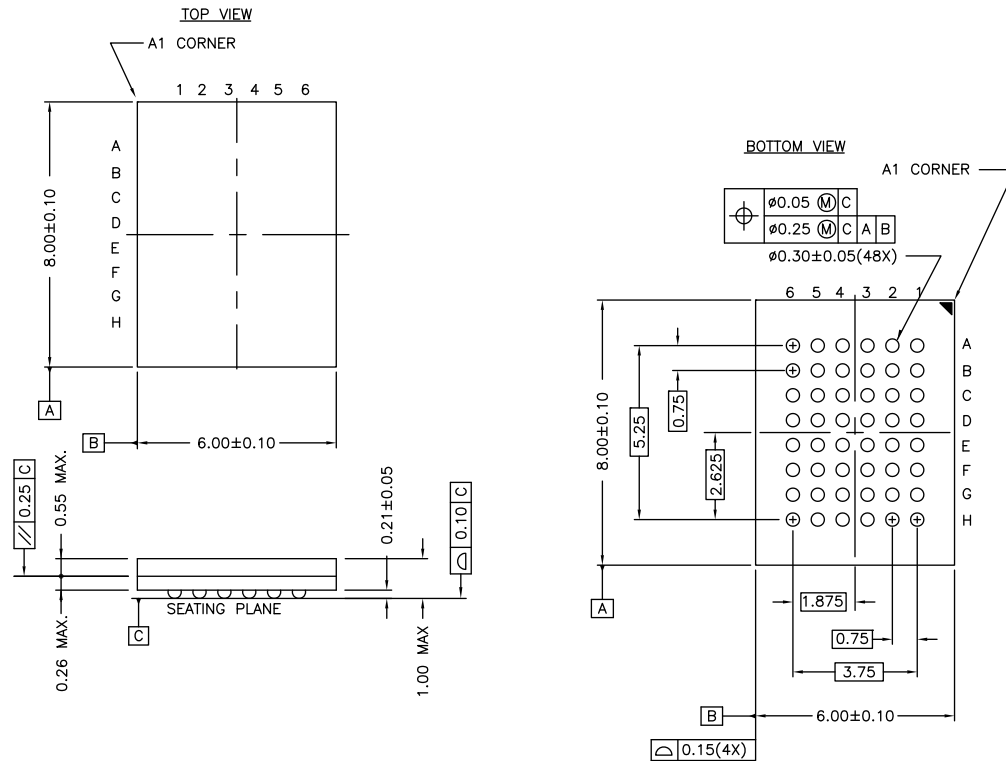 TOP VIEW
A1 CORNER
1 2 3 4 5 6
A
B
C
D
E
F
G
H
8.00±0.10
A
B
6.00±0.10
// 0.25 C
0.55 MAX.
0.21±0.05
⌓ 0.10 C
SEATING PLANE
C
0.26 MAX.
1.00 MAX
BOTTOM VIEW
A1 CORNER
⌖ ø0.05 Ⓜ C
ø0.25 Ⓜ C A B
ø0.30±0.05(48X)
6 5 4 3 2 1
A
B
C
D
E
F
G
H
8.00±0.10
5.25
0.75
2.625
A
1.875
0.75
3.75
B
6.00±0.10
⌓ 0.15(4X)